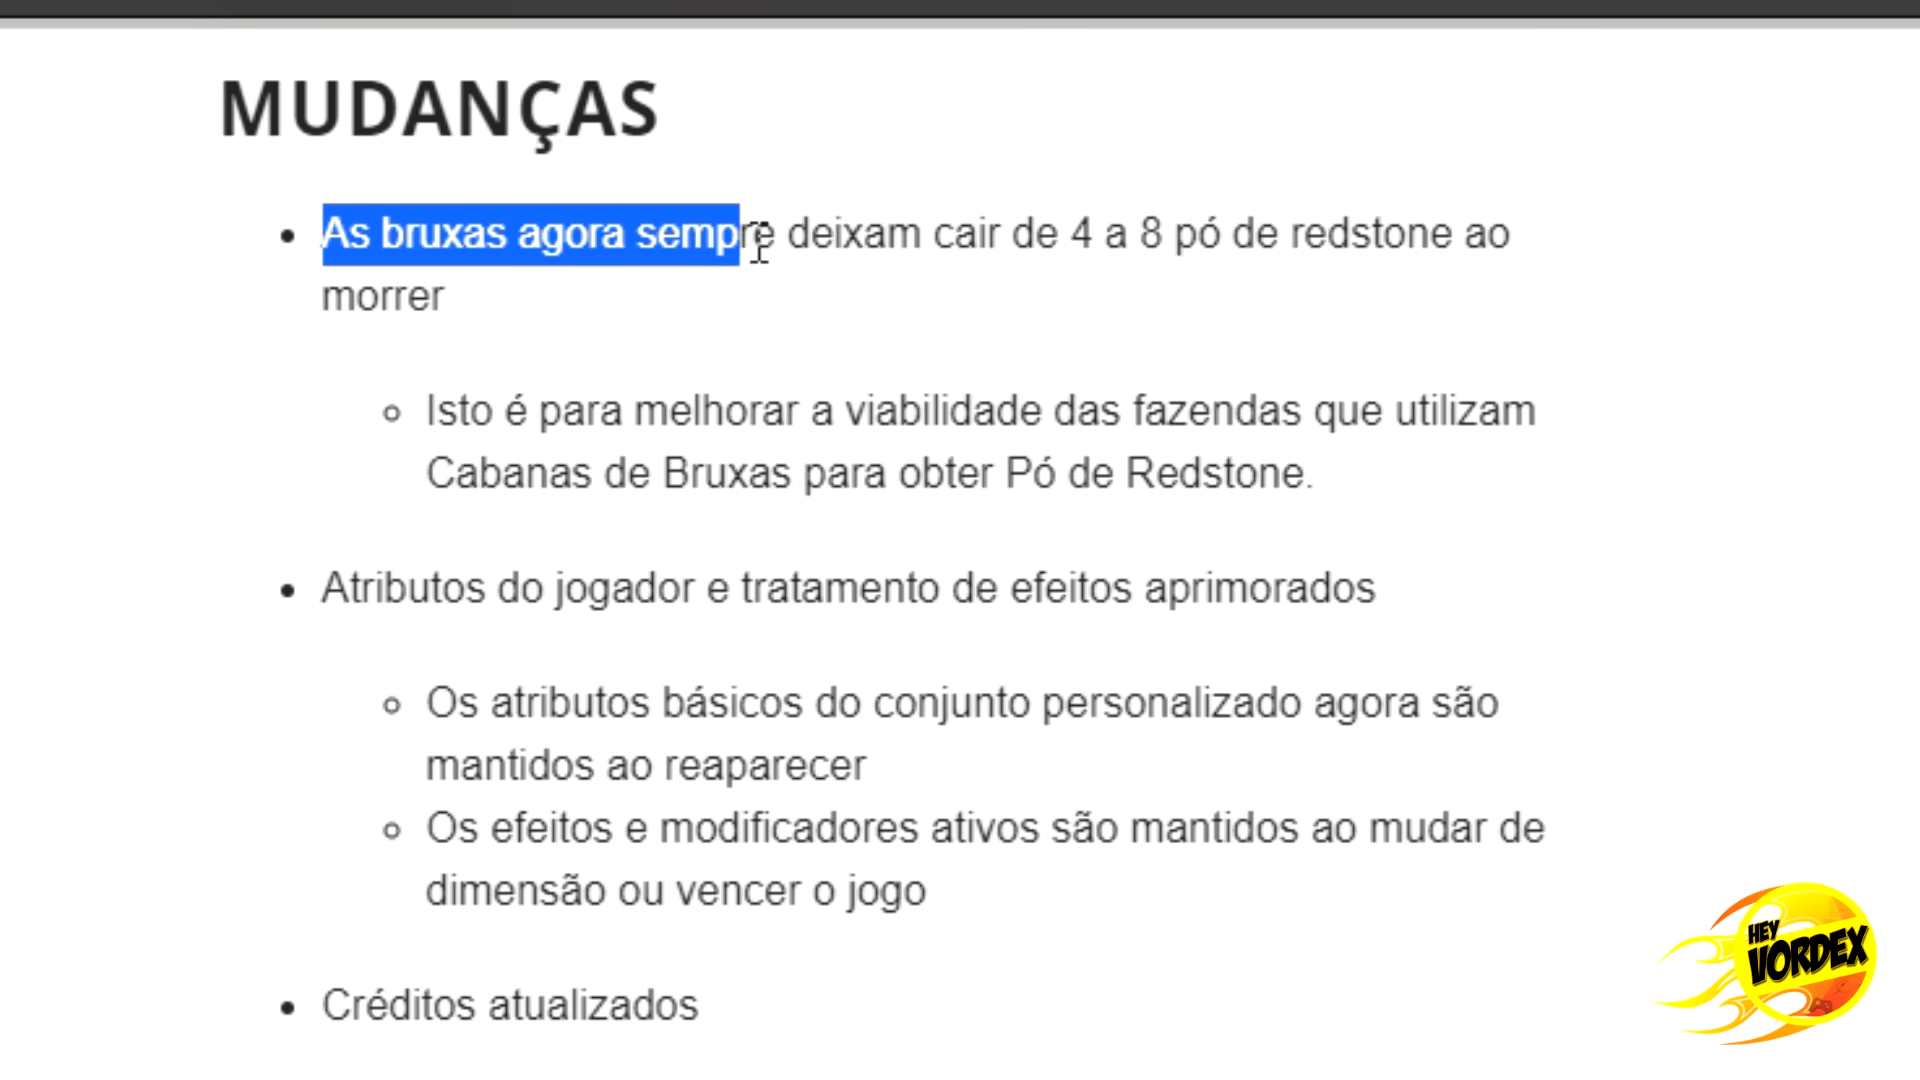 MUDANÇAS
As bruxas agora sempre deixam cair de 4 a 8 pó de redstone ao
morrer
Isto é para melhorar a viabilidade das fazendas que utilizam
Cabanas de Bruxas para obter Pó de Redstone.
Atributos do jogador e tratamento de efeitos aprimorados
Os atributos básicos do conjunto personalizado agora são
mantidos ao reaparecer
Os efeitos e modificadores ativos são mantidos ao mudar de
dimensão ou vencer o jogo
Créditos atualizados
HEY
VORDEX